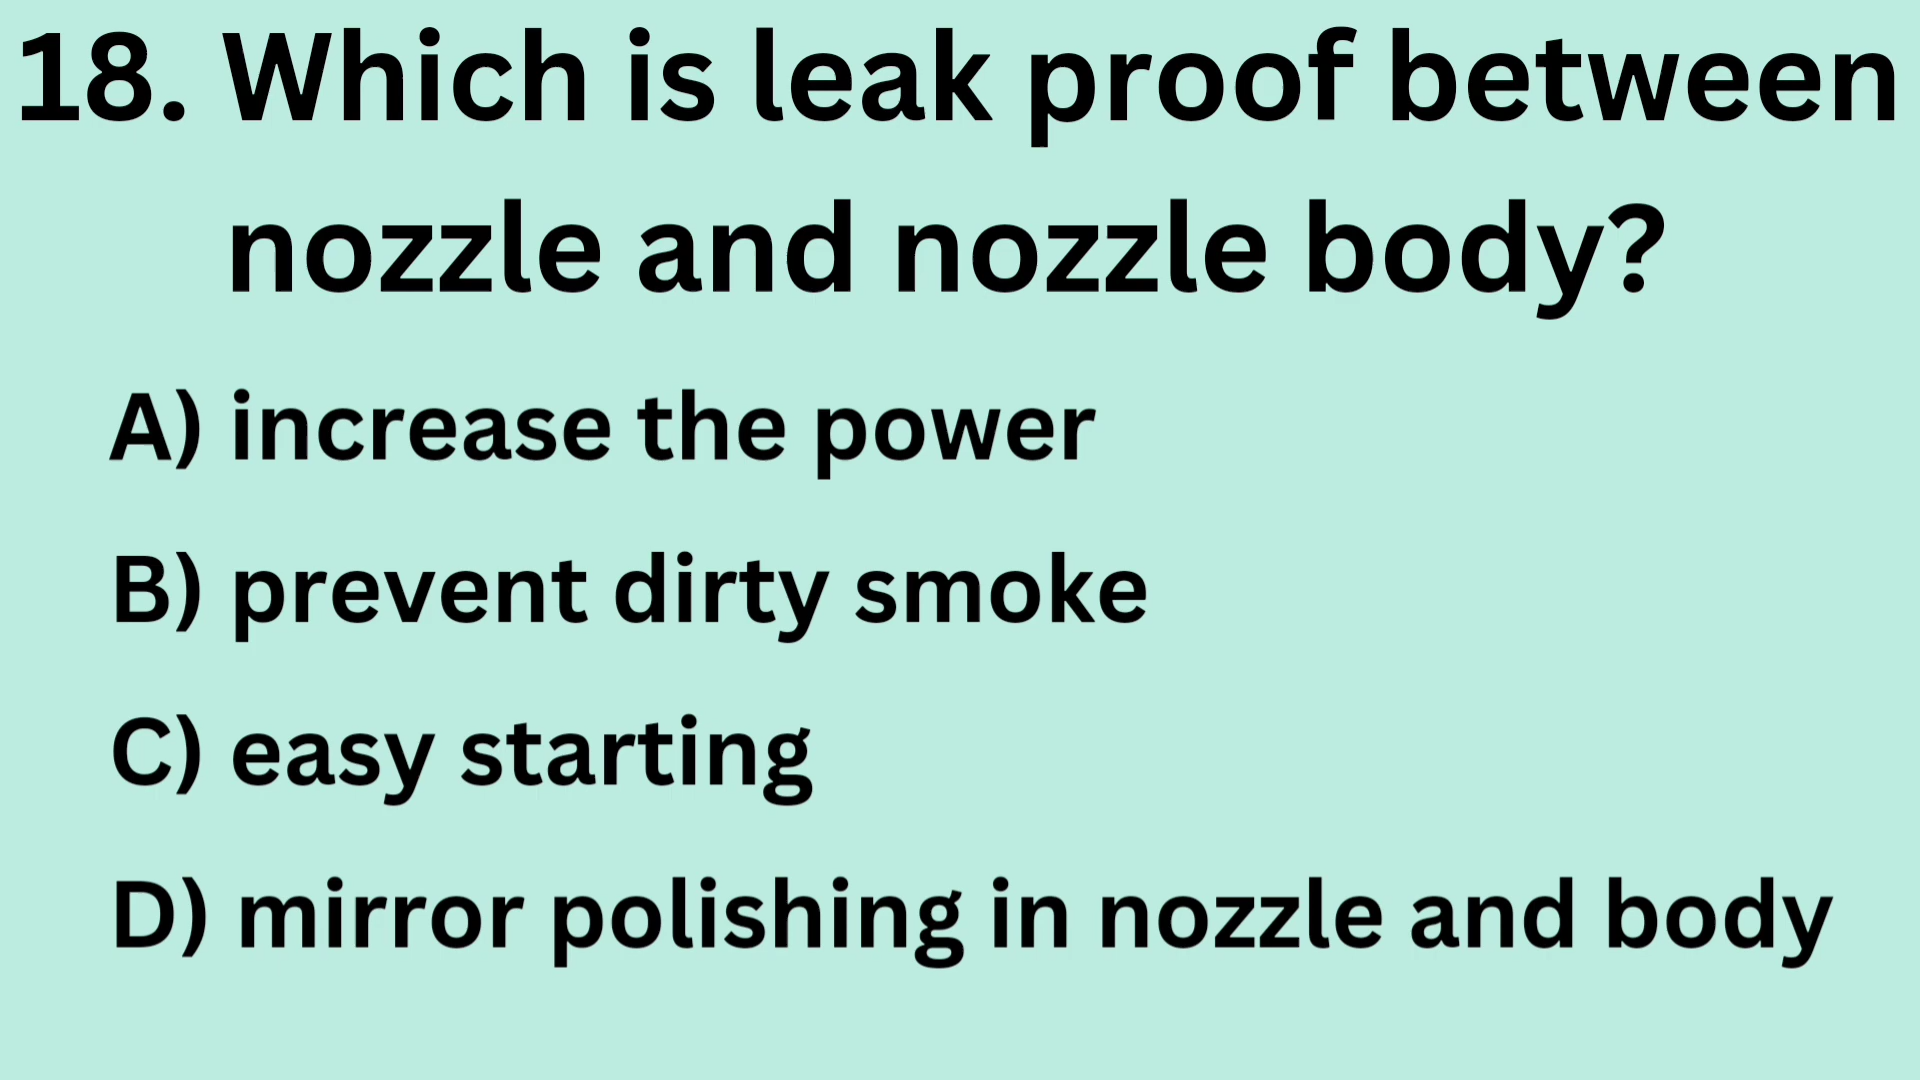 18. Which is leak proof between
nozzle and nozzle body?
A) increase the power
B) prevent dirty smoke
C) easy starting
D) mirror polishing in nozzle and body